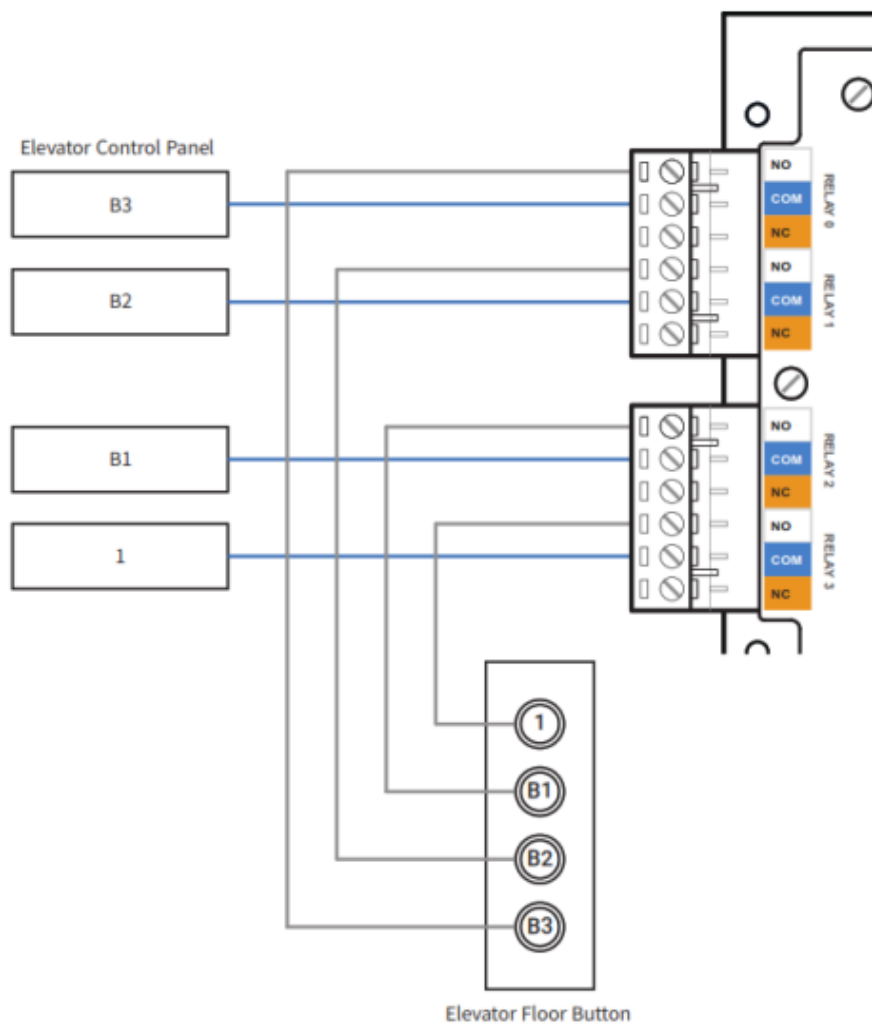 Elevator Control Panel
B3
B2
B1
1
NO
COM
NC
RELAY 0
NO
COM
NC
RELAY 1
NO
COM
NC
RELAY 2
NO
COM
NC
RELAY 3
1
B1
B2
B3
Elevator Floor Button